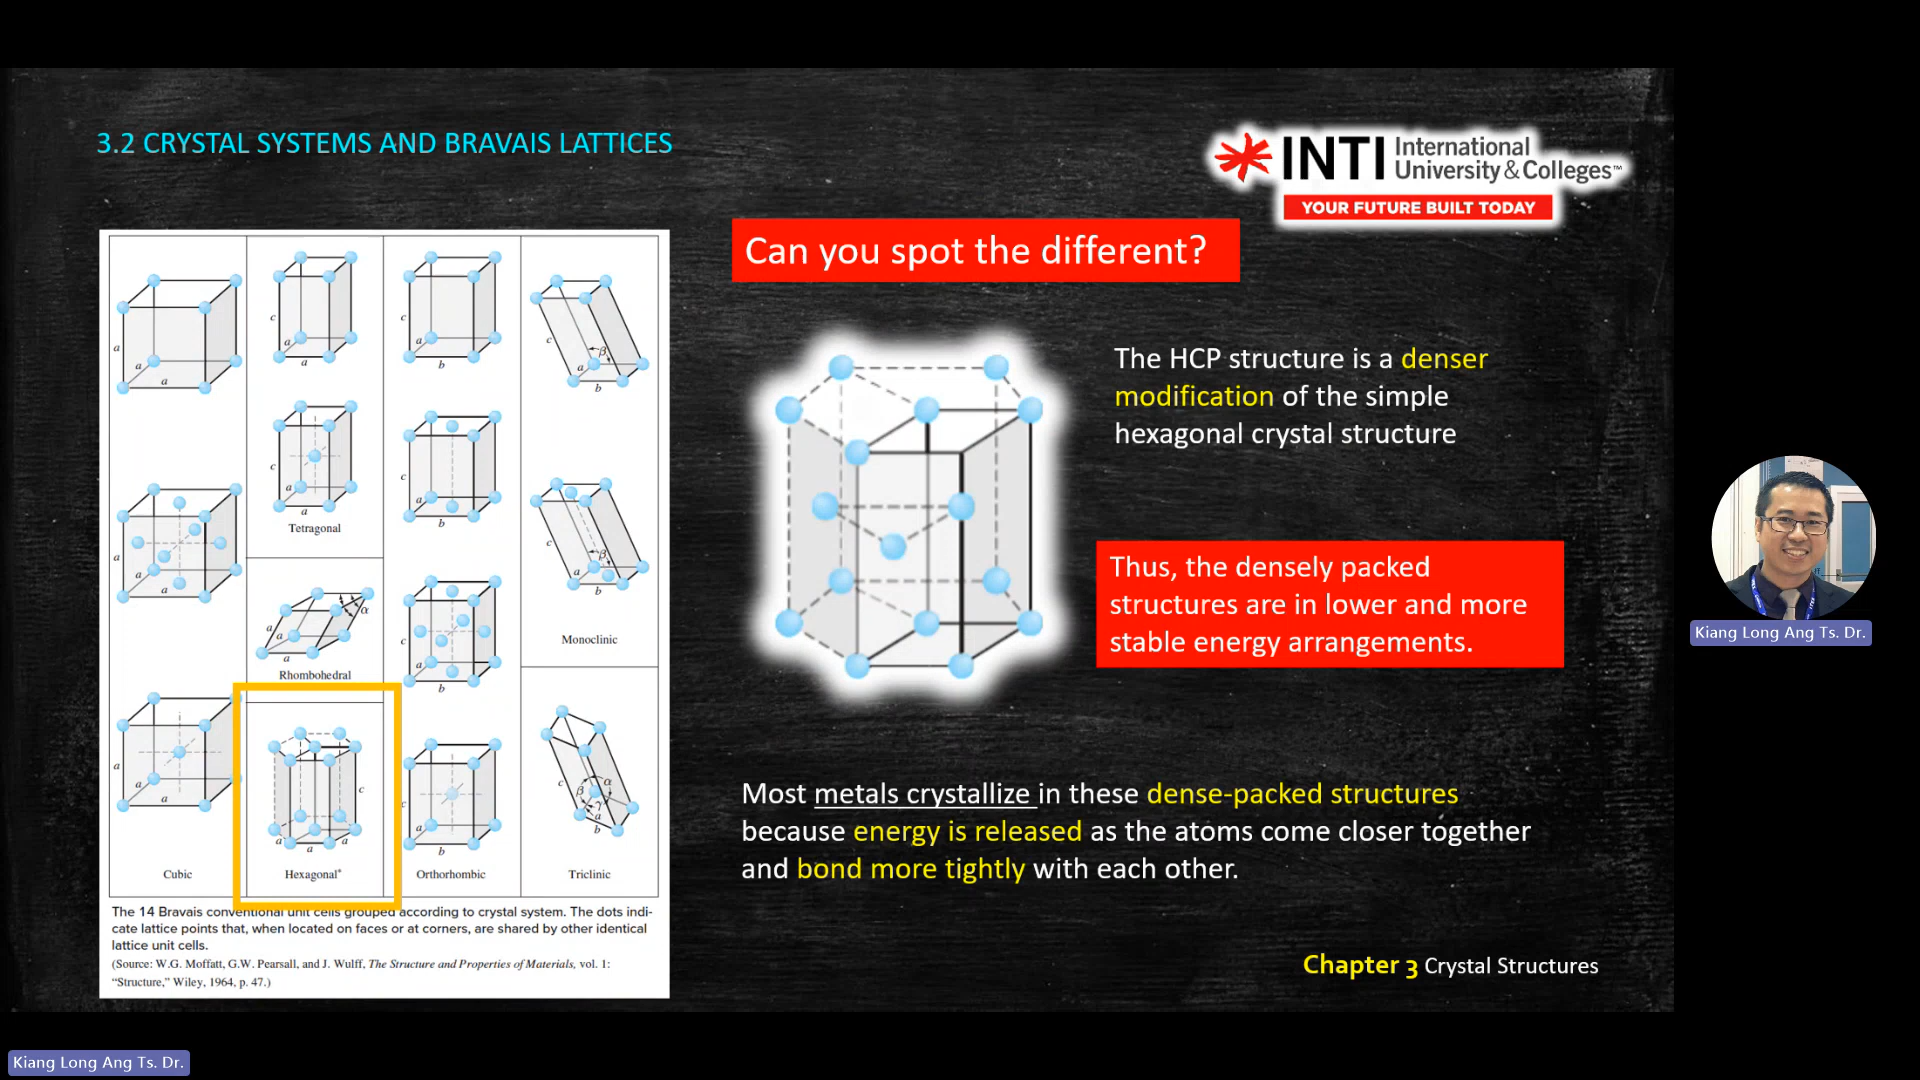 3.2 CRYSTAL SYSTEMS AND BRAVAIS LATTICES
INTI International
University & Colleges™
YOUR FUTURE BUILT TODAY
Can you spot the different?
The HCP structure is a denser
modification of the simple
hexagonal crystal structure
Thus, the densely packed
structures are in lower and more
stable energy arrangements.
Most metals crystallize in these dense-packed structures
because energy is released as the atoms come closer together
and bond more tightly with each other.
Chapter 3 Crystal Structures
a
a
a
c
a
a
c
a
b
c
β
a
b
c
a
a
Tetragonal
c
a
b
a
a
a
α
a
a
a
Rhombohedral
c
a
b
c
β
a
b
Monoclinic
a
a
a
c
a
a
a
Hexagonal*
c
a
b
c
α
β
γ
a
b
Cubic
Orthorhombic
Triclinic
The 14 Bravais conventional unit cells grouped according to crystal system. The dots indi-
cate lattice points that, when located on faces or at corners, are shared by other identical
lattice unit cells.
(Source: W.G. Moffatt, G.W. Pearsall, and J. Wulff, The Structure and Properties of Materials, vol. 1:
“Structure,” Wiley, 1964, p. 47.)
Kiang Long Ang Ts. Dr.
Kiang Long Ang Ts. Dr.